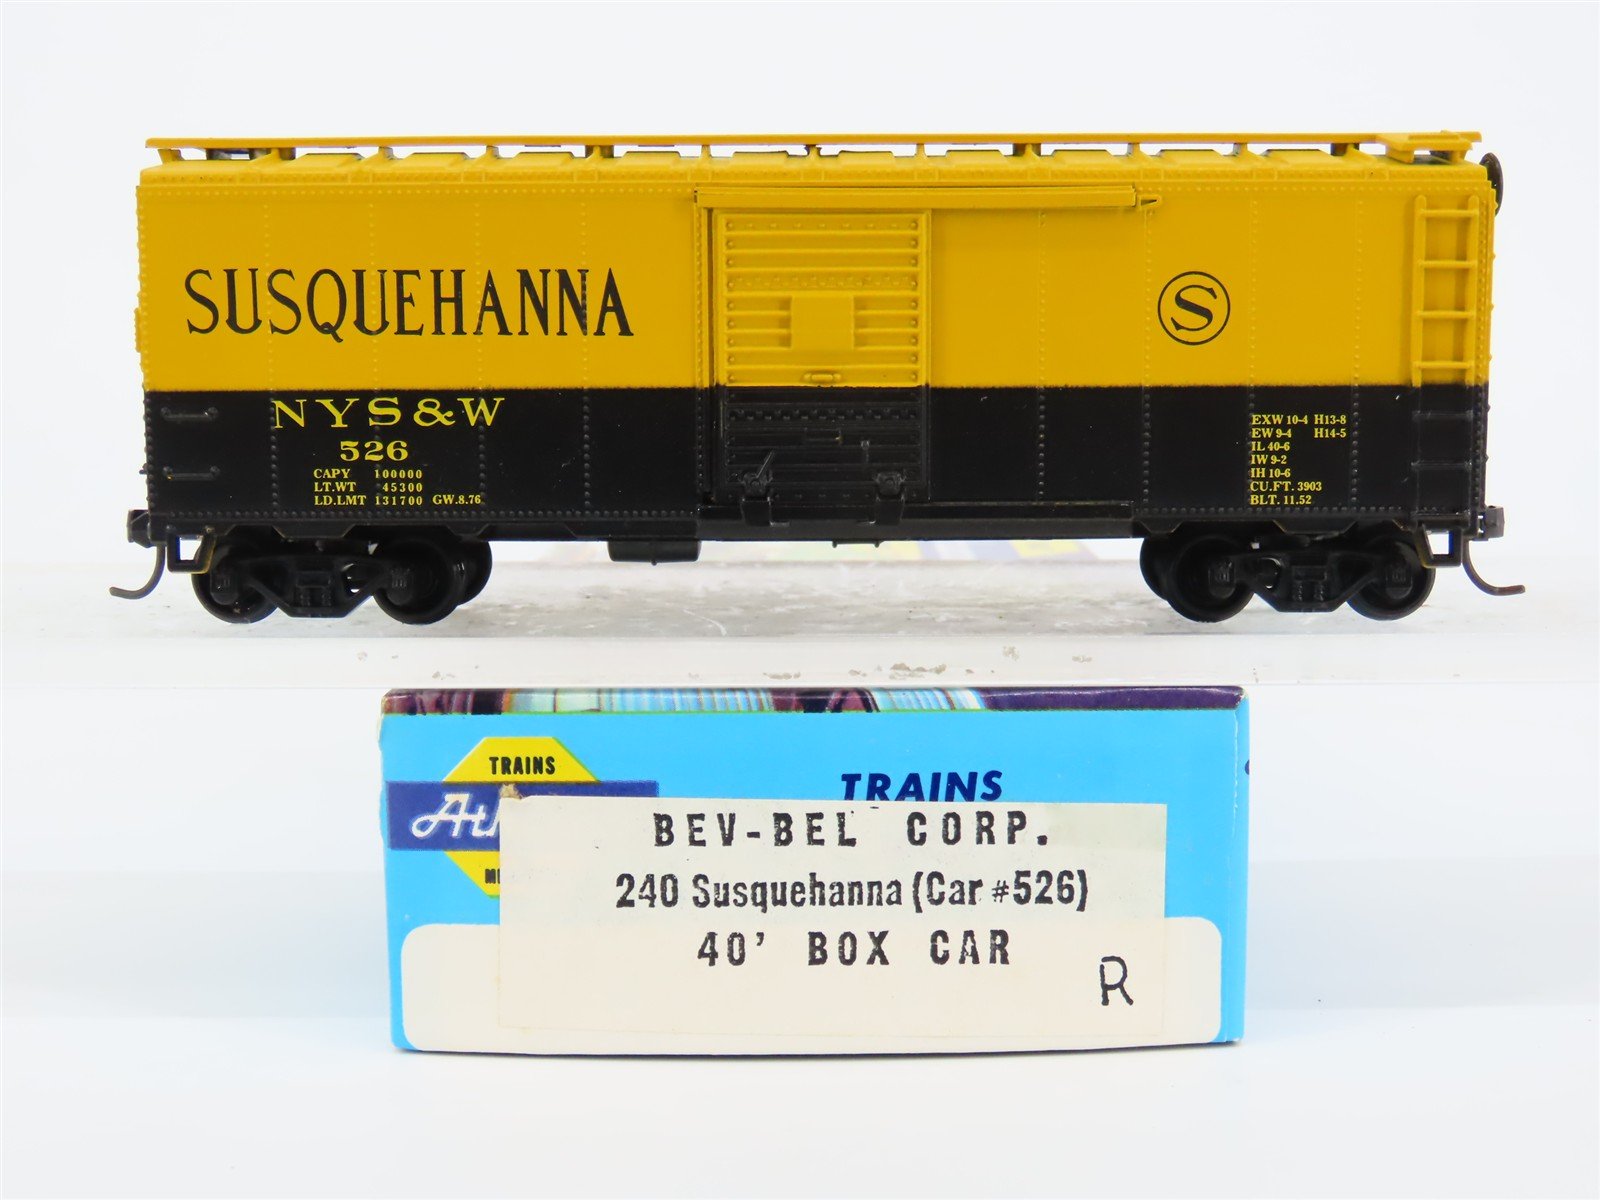 SUSQUEHANNA
S
NYS&W
526
CAPY 100000
LT.WT 45300
LD.LMT 131700 GW.8.76
EXW 10-4 H13-8
EW 9-4 H14-5
IL 40-6
IW 9-2
IH 10-6
CU.FT. 3903
BLT. 11.52
TRAINS
TRAINS
BEV-BEL CORP.
240 Susquehanna (Car #526)
40' BOX CAR
R